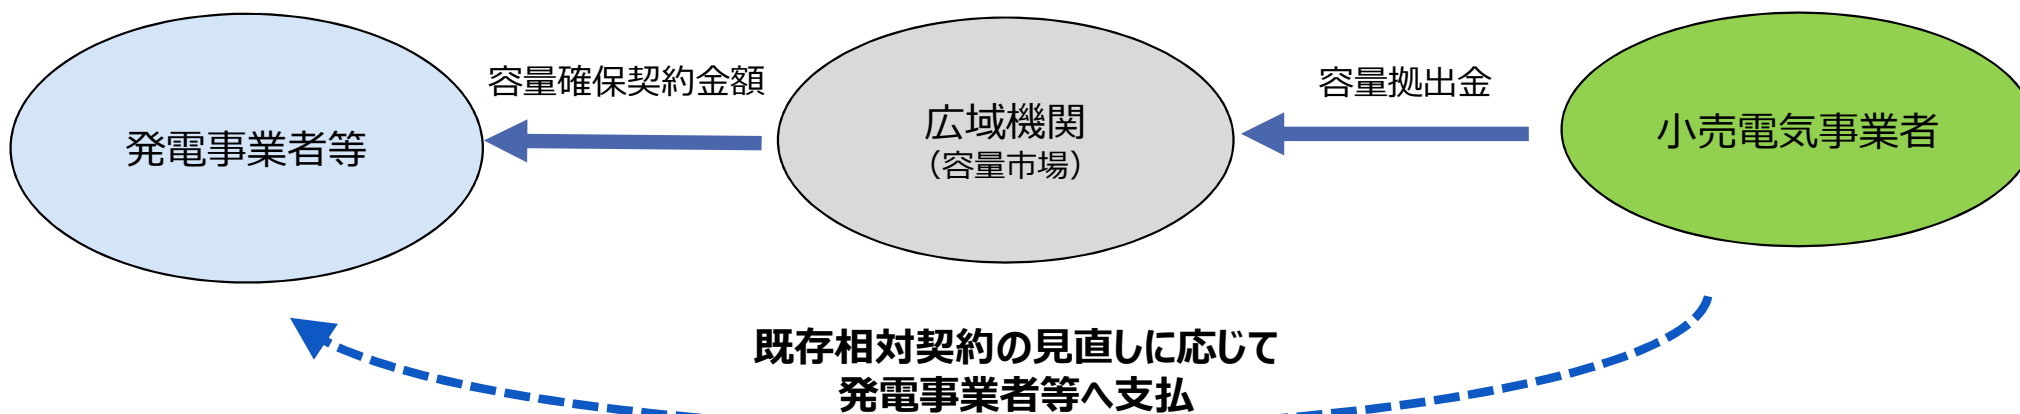 容量確保契約金額
容量拠出金
発電事業者等
広域機関
（容量市場）
小売電気事業者
既存相対契約の見直しに応じて
発電事業者等へ支払